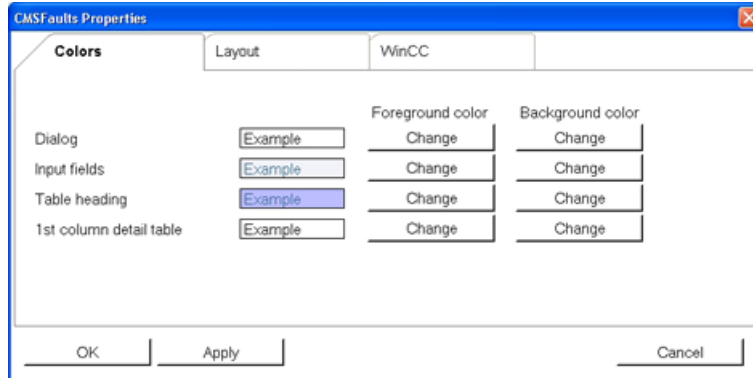 CMSFaults Properties
Colors Layout WinCC
Foreground color Background color
Dialog Example Change Change
Input fields Example Change Change
Table heading Example Change Change
1st column detail table Example Change Change
OK Apply Cancel